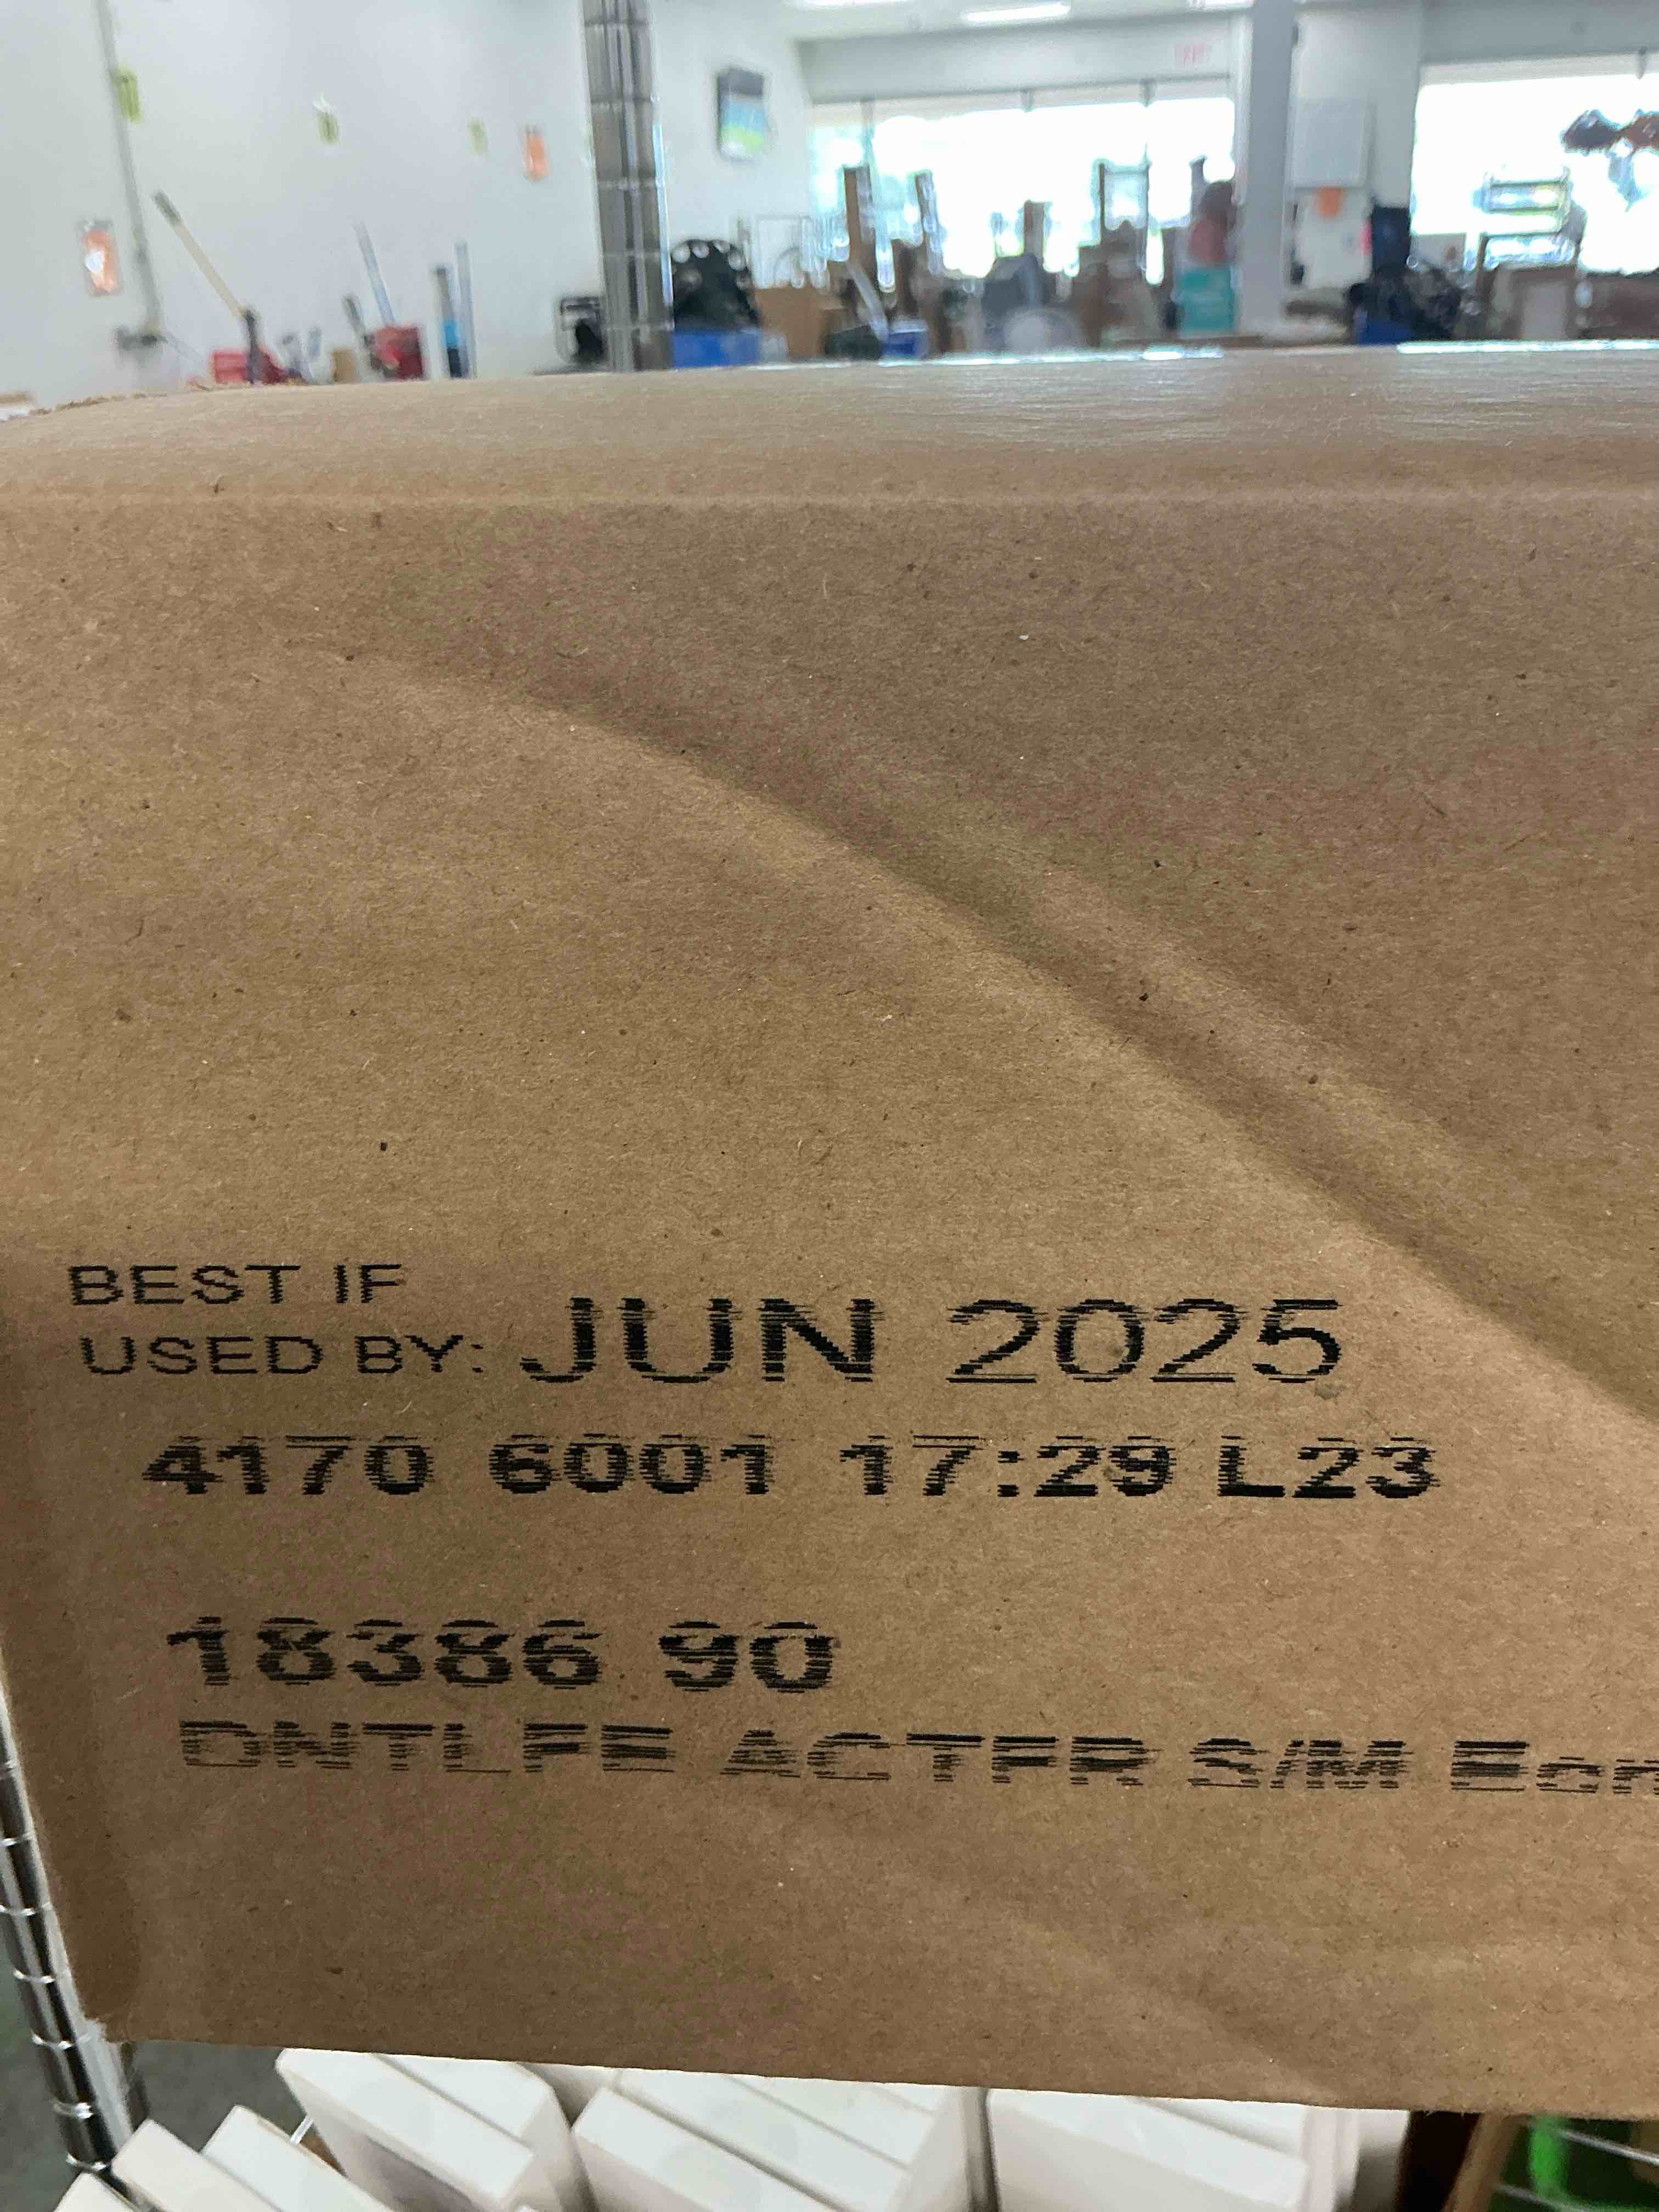 BEST IF
USED BY: JUN 2025
4170 6001 17:29 L23
18386 90
DNTLFE ACTFR S/M